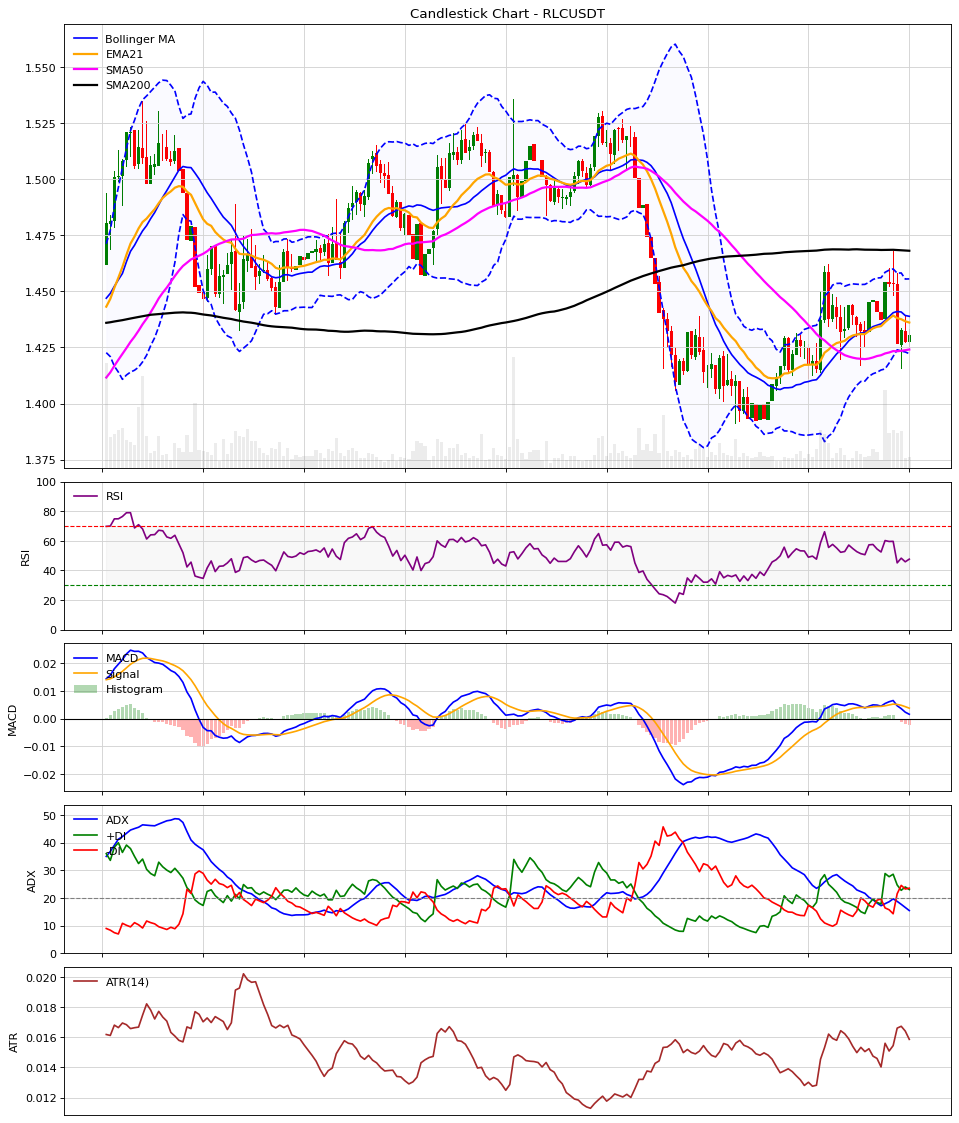 Candlestick Chart - RLCUSDT
Bollinger MA
EMA21
SMA50
SMA200
1.550
1.525
1.500
1.475
1.450
1.425
1.400
1.375
RSI
100
80
60
40
20
0
RSI
MACD
Signal
Histogram
0.02
0.01
0.00
−0.01
−0.02
MACD
ADX
+DI
-DI
50
40
30
20
10
0
ADX
ATR(14)
0.020
0.018
0.016
0.014
0.012
ATR